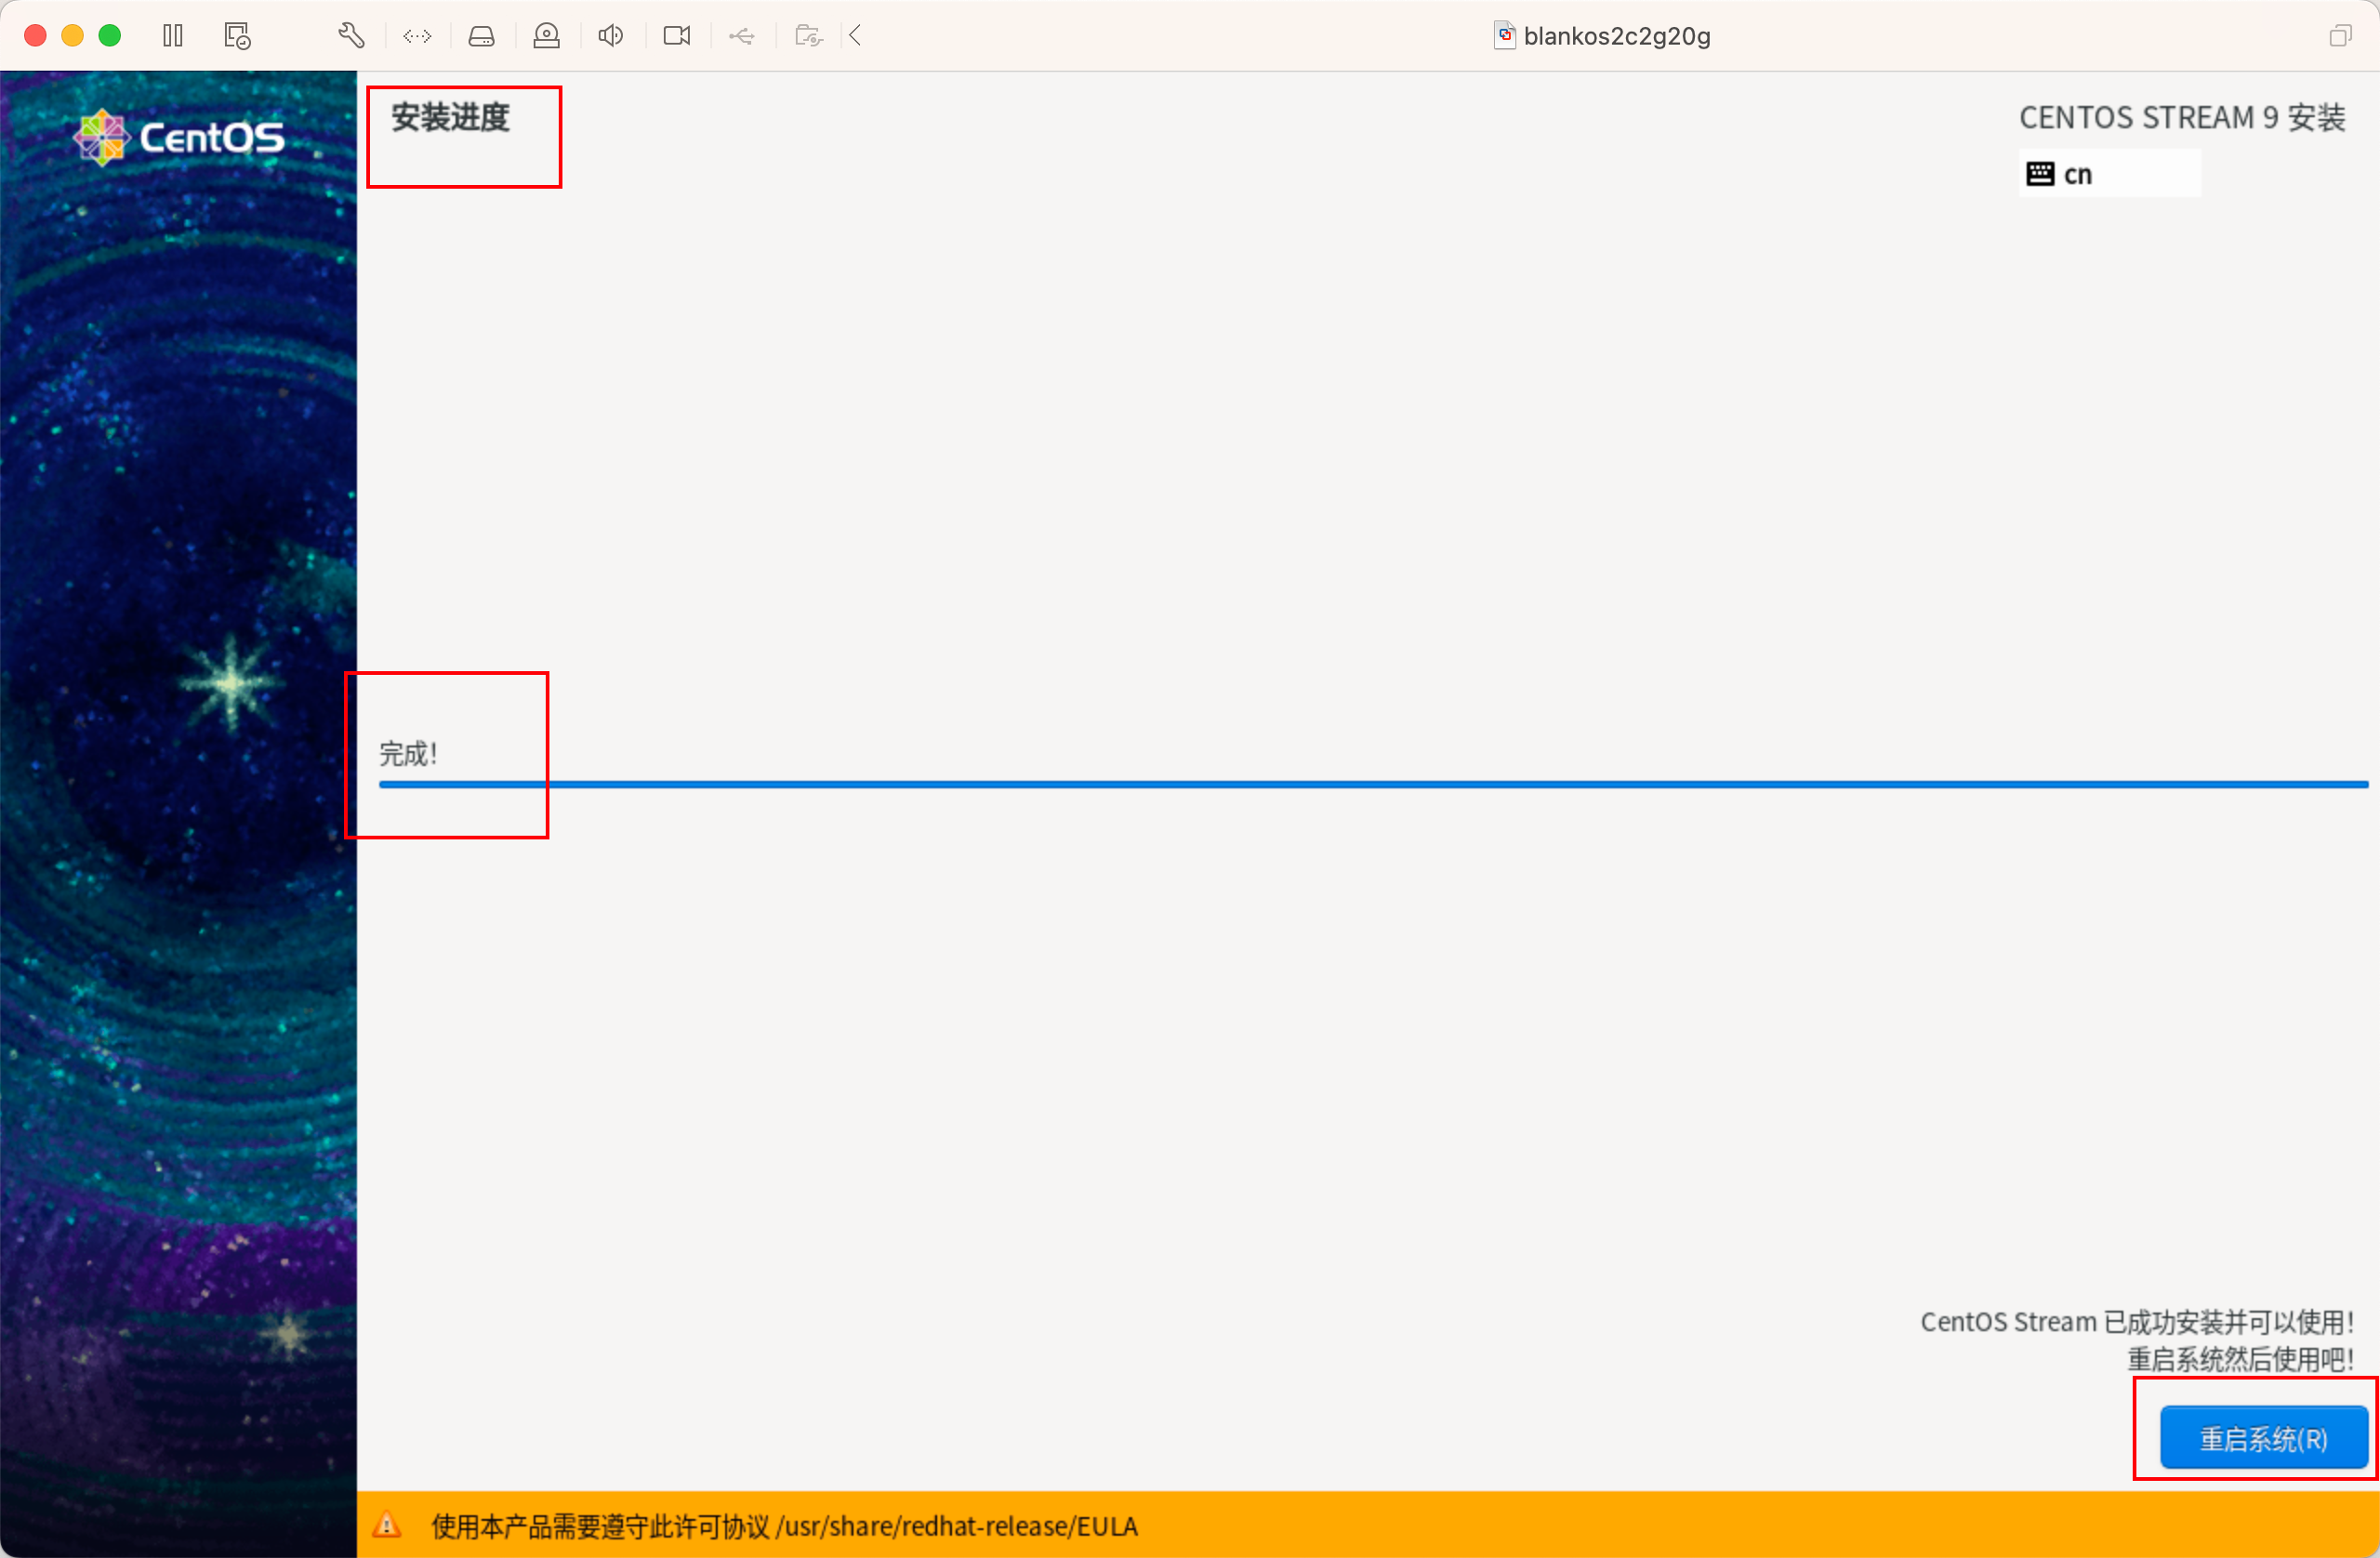 blankos2c2g20g
CentOS
安装进度
CENTOS STREAM 9 安装
cn
完成！
CentOS Stream 已成功安装并可以使用！
重启系统然后使用吧！
重启系统(R)
使用本产品需要遵守此许可协议 /usr/share/redhat-release/EULA